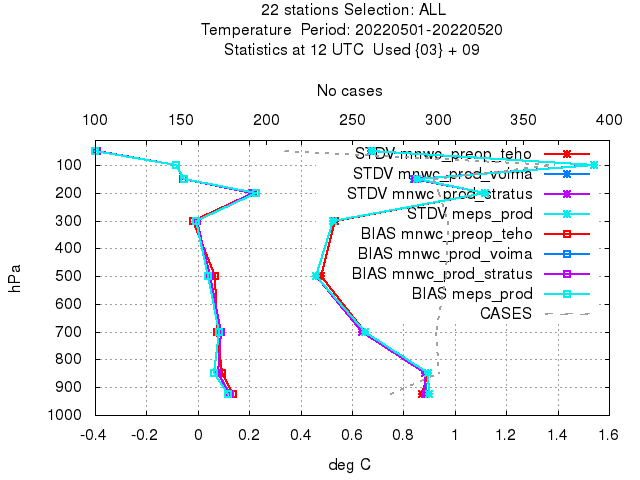 22 stations Selection: ALL
Temperature Period: 20220501-20220520
Statistics at 12 UTC Used {03} + 09
No cases
100 150 200 250 300 350 400
STDV mnwc_preop_teho
100
STDV mnwc_prod_voima
200
STDV mnwc_prod_stratus
STDV meps_prod
300
BIAS mnwc_preop_teho
400
BIAS mnwc_prod_voima
hPa
500
BIAS mnwc_prod_stratus
BIAS meps_prod
600
CASES
700
800
900
1000
-0.4 -0.2 0 0.2 0.4 0.6 0.8 1 1.2 1.4 1.6
deg C